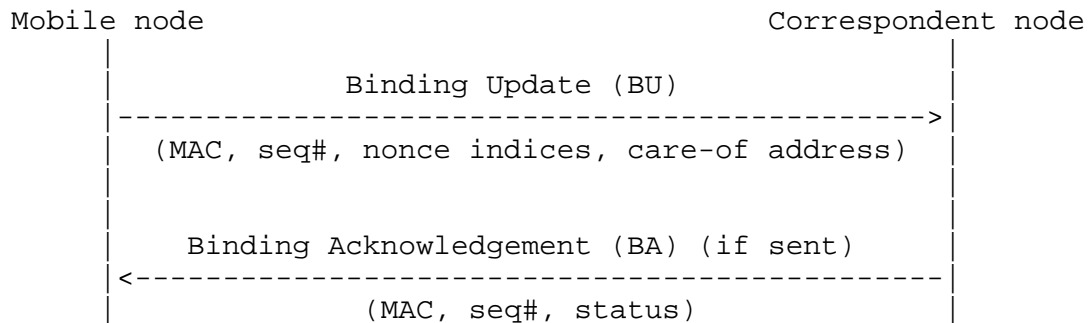 Mobile node Correspondent node
Binding Update (BU)
(MAC, seq#, nonce indices, care-of address)
Binding Acknowledgement (BA) (if sent)
(MAC, seq#, status)